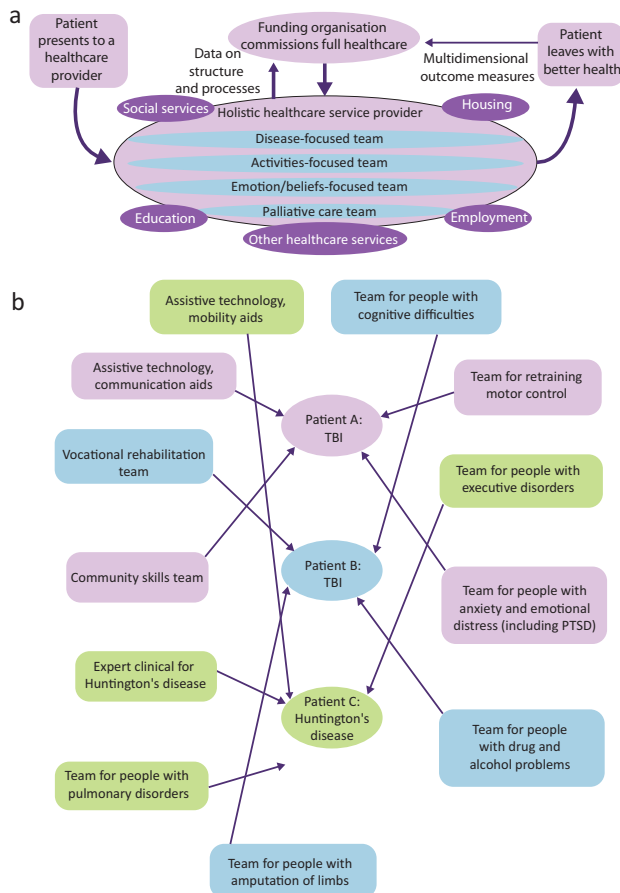 a
Patient
presents to a
healthcare
provider
Funding organisation
commissions full healthcare
Patient
leaves with
better health
Data on
structure
and processes
Multidimensional
outcome measures
Social services
Housing
Holistic healthcare service provider
Disease-focused team
Activities-focused team
Emotion/beliefs-focused team
Palliative care team
Education
Employment
Other healthcare services
b
Assistive technology,
mobility aids
Team for people with
cognitive difficulties
Assistive technology,
communication aids
Team for retraining
motor control
Patient A:
TBI
Vocational rehabilitation
team
Team for people with
executive disorders
Community skills team
Patient B:
TBI
Team for people with
anxiety and emotional
distress (including PTSD)
Expert clinical for
Huntington's disease
Patient C:
Huntington's
disease
Team for people
with drug and
alcohol problems
Team for people with
pulmonary disorders
Team for people with
amputation of limbs